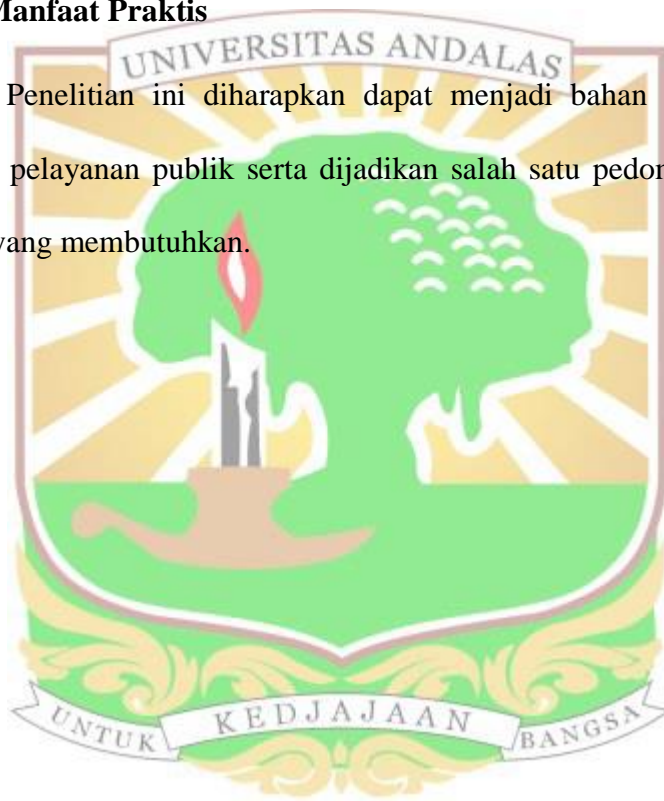 Manfaat Praktis
UNIVERSITAS ANDALAS
Penelitian ini diharapkan dapat menjadi bahan
pelayanan publik serta dijadikan salah satu
yang membutuhkan.
UNTUK KEDJAJAAN BANGSA